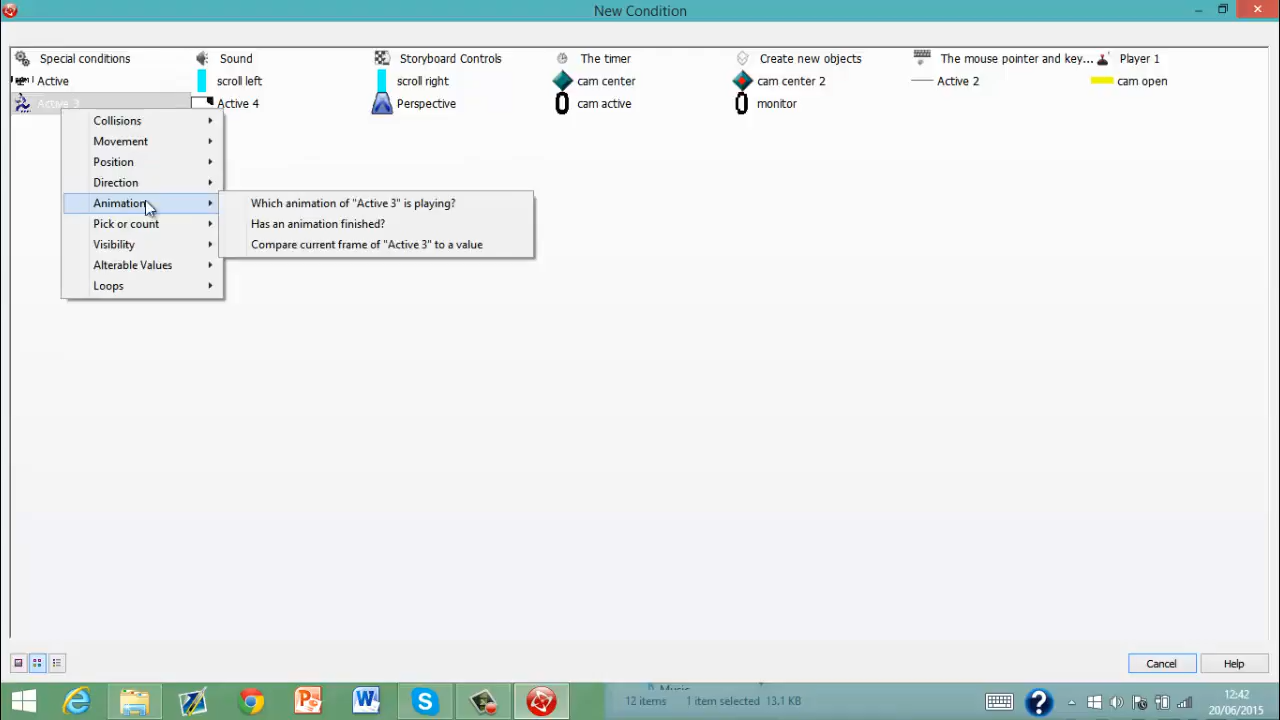 New Condition
Special conditions
Sound
Storyboard Controls
The timer
Create new objects
The mouse pointer and key...
Player 1
Active
scroll left
scroll right
cam center
cam center 2
Active 2
cam open
Active 3
Active 4
Perspective
cam active
monitor
Collisions
Movement
Position
Direction
Animation
Pick or count
Visibility
Alterable Values
Loops
Which animation of "Active 3" is playing?
Has an animation finished?
Compare current frame of "Active 3" to a value
Cancel
Help
Music
12 items 1 item selected 13.1 KB
12:42
20/06/2015